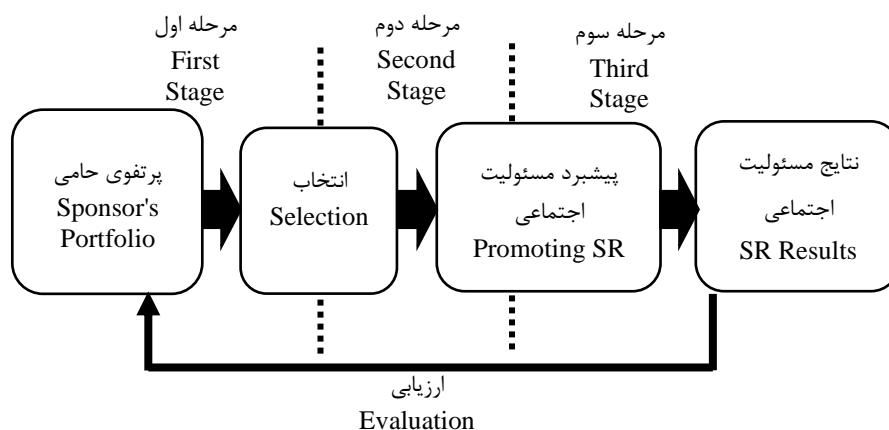 مرحله اول
First
Stage
مرحله دوم
Second
Stage
مرحله سوم
Third
Stage
پرتفوی حامی
Sponsor's
Portfolio
انتخاب
Selection
پیشبرد مسئولیت
اجتماعی
Promoting SR
نتایج مسئولیت
اجتماعی
SR Results
ارزیابی
Evaluation